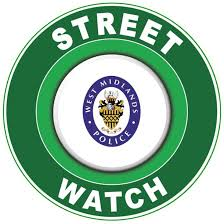 STREET
WEST MIDLANDS
POLICE
WATCH